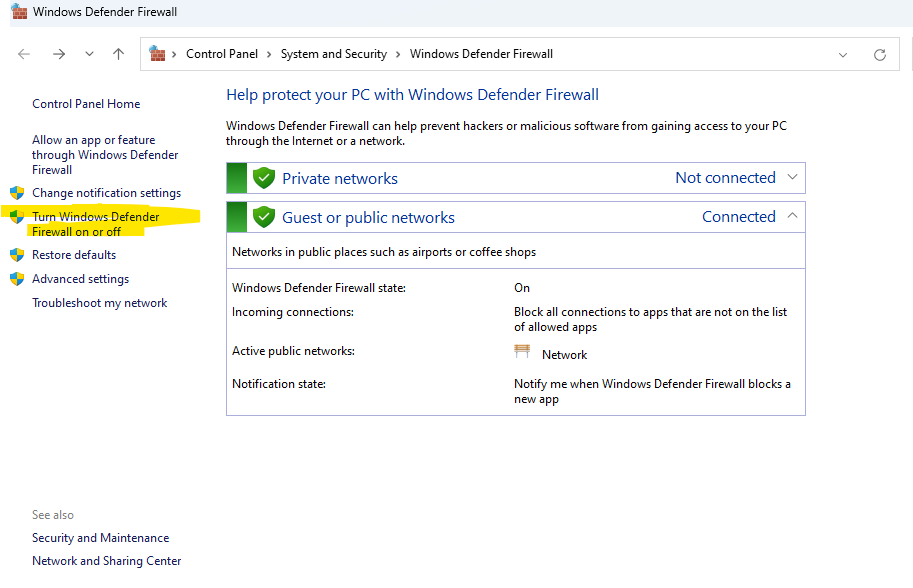 Windows Defender Firewall
Control Panel
System and Security
Windows Defender Firewall
Control Panel Home
Allow an app or feature
through Windows Defender
Firewall
Change notification settings
Turn Windows Defender
Firewall on or off
Restore defaults
Advanced settings
Troubleshoot my network
Help protect your PC with Windows Defender Firewall
Windows Defender Firewall can help prevent hackers or malicious software from gaining access to your PC
through the Internet or a network.
Private networks
Not connected
Guest or public networks
Connected
Networks in public places such as airports or coffee shops
Windows Defender Firewall state:
On
Incoming connections:
Block all connections to apps that are not on the list
of allowed apps
Active public networks:
Network
Notification state:
Notify me when Windows Defender Firewall blocks a
new app
See also
Security and Maintenance
Network and Sharing Center